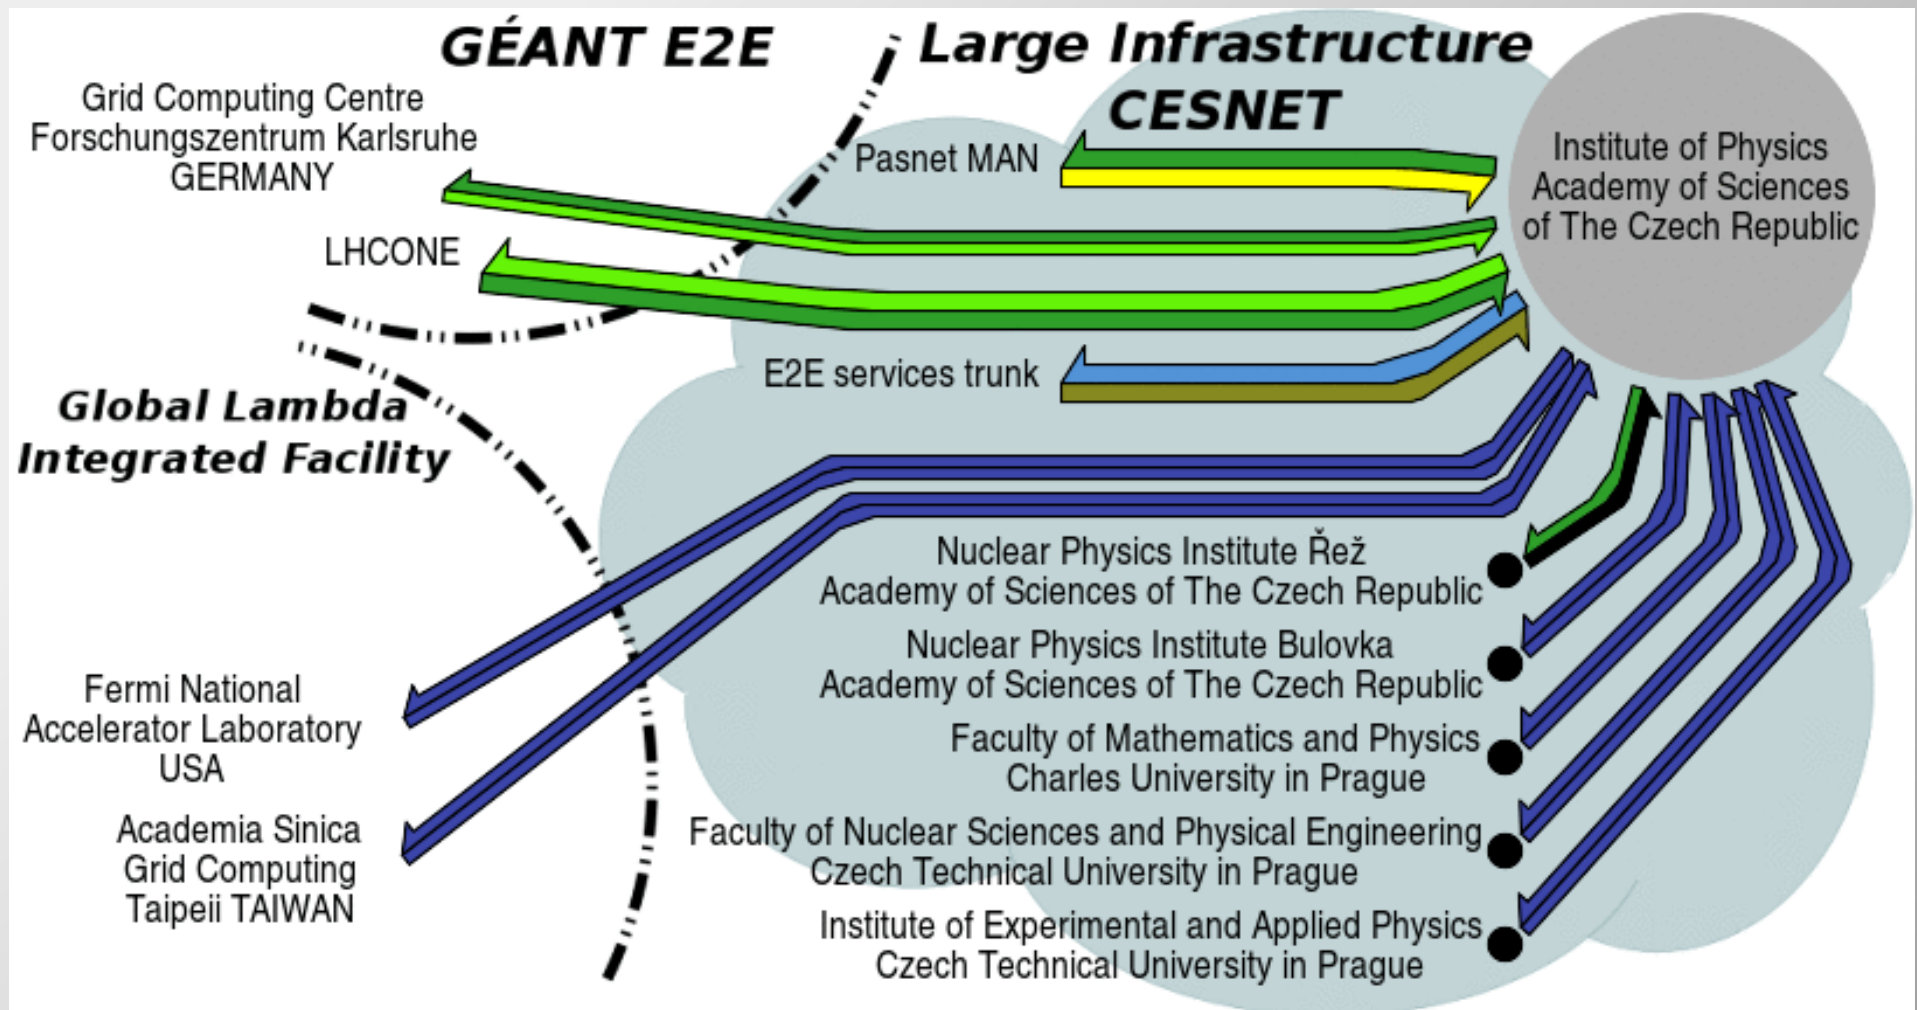 GÉANT E2E
Large Infrastructure
CESNET
Grid Computing Centre
Forschungszentrum Karlsruhe
GERMANY
LHCONE
Pasnet MAN
E2E services trunk
Institute of Physics
Academy of Sciences
of The Czech Republic
Global Lambda
Integrated Facility
Fermi National
Accelerator Laboratory
USA
Academia Sinica
Grid Computing
Taipeii TAIWAN
Nuclear Physics Institute Řež
Academy of Sciences of The Czech Republic
Nuclear Physics Institute Bulovka
Academy of Sciences of The Czech Republic
Faculty of Mathematics and Physics
Charles University in Prague
Faculty of Nuclear Sciences and Physical Engineering
Czech Technical University in Prague
Institute of Experimental and Applied Physics
Czech Technical University in Prague